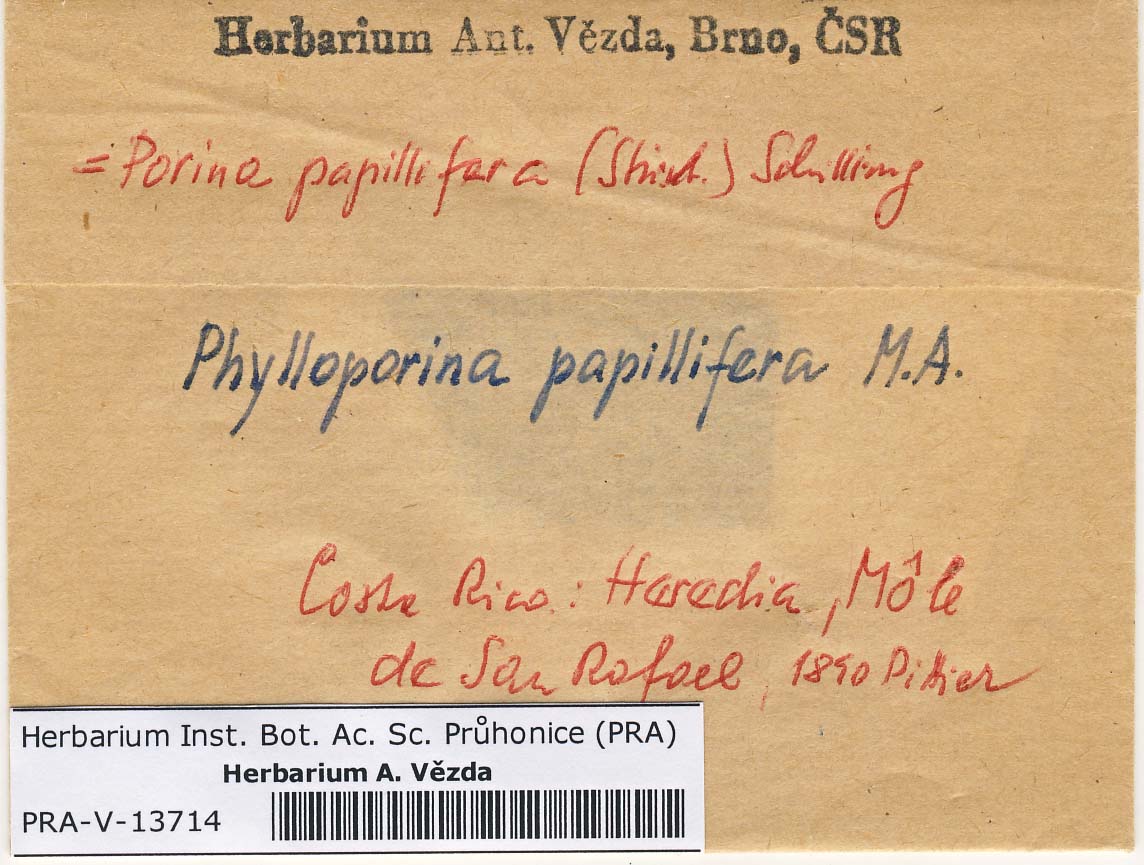 Herbarium Ant. Vězda, Brno, ČSR
= Porina papillifera (Stirt.) Schilling
Phylloporina papillifera M.A.
Costa Rica: Heredia, Môle
de San Rafael, 1890 Pittier
Herbarium Inst. Bot. Ac. Sc. Průhonice (PRA)
Herbarium A. Vězda
PRA-V-13714